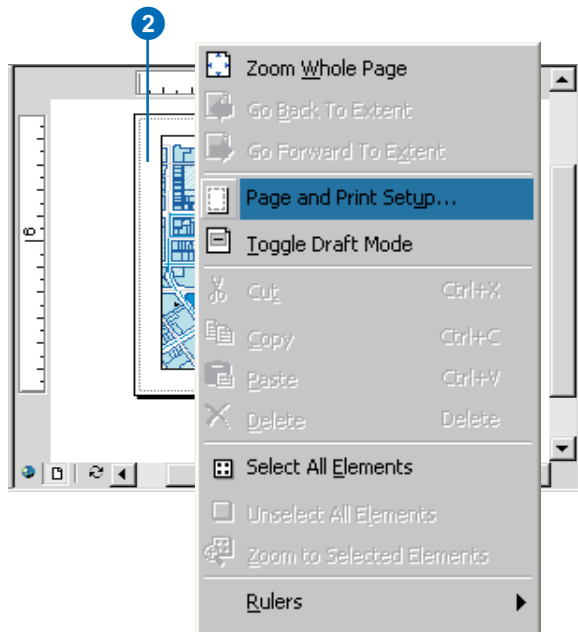 2
Zoom Whole Page
Go Back To Extent
Go Forward To Extent
Page and Print Setup...
6
Toggle Draft Mode
Cut Ctrl+X
Copy Ctrl+C
Paste Ctrl+V
Delete Delete
Select All Elements
Unselect All Elements
Zoom to Selected Elements
Rulers